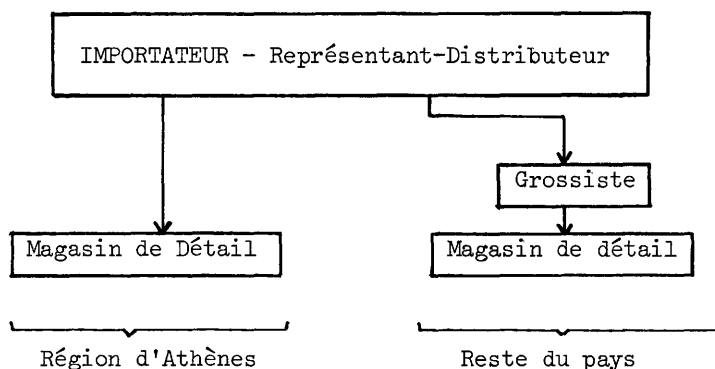 IMPORTATEUR - Représentant-Distributeur
Grossiste
Magasin de Détail
Magasin de détail
Région d'Athènes
Reste du pays